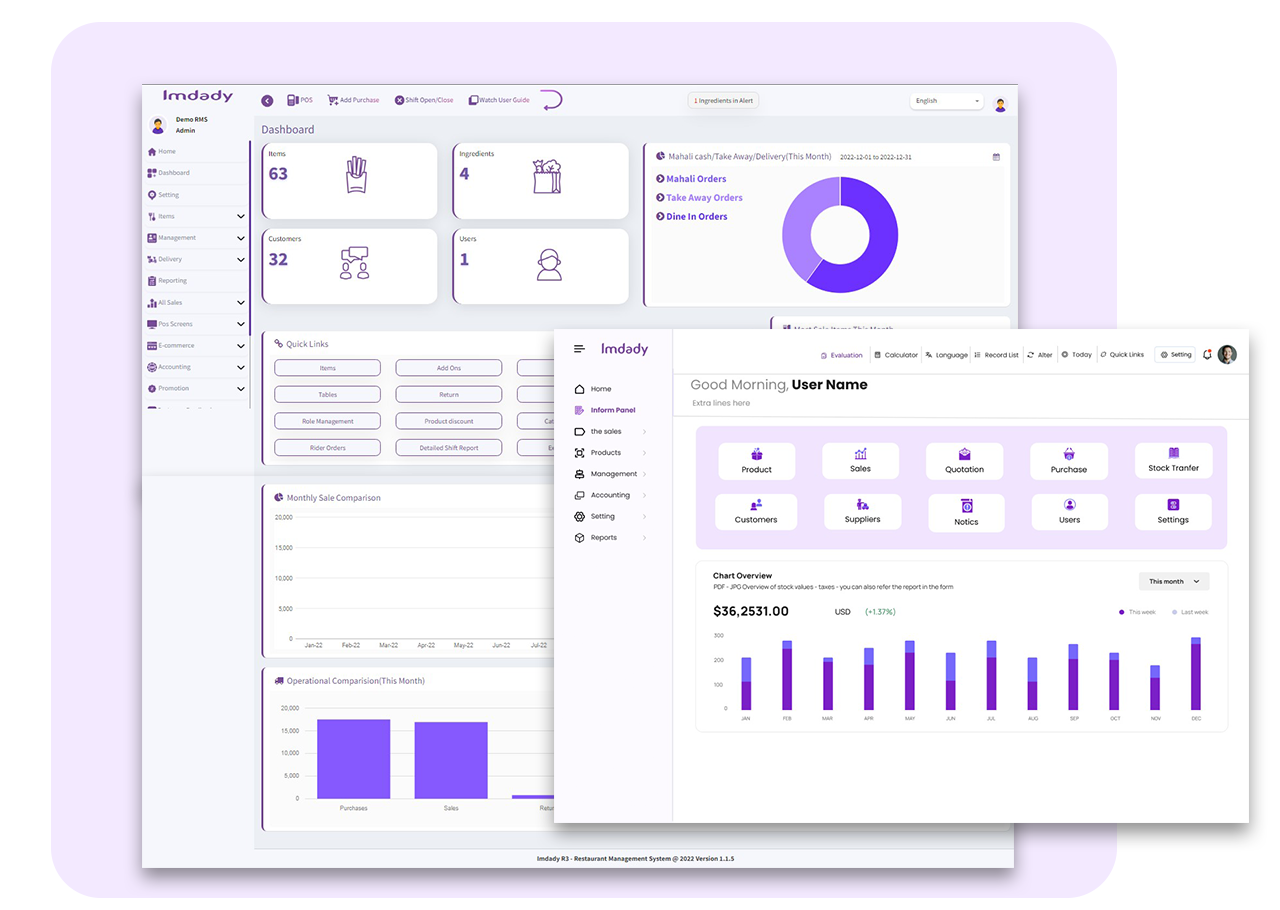 Imdady
POS
Add Purchase
Shift Open/Close
Watch User Guide
1 Ingredients in Alert
English
Demo RMS
Admin
Home
Dashboard
Setting
Items
Management
Delivery
Reporting
All Sales
Pos Screens
E-commerce
Accounting
Promotion
Dashboard
Items
63
Ingredients
4
Customers
32
Users
1
Mahali cash/Take Away/Delivery(This Month)
2022-12-01 to 2022-12-31
Mahali Orders
Take Away Orders
Dine In Orders
Quick Links
Items
Add Ons
Tables
Return
Role Management
Product discount
Cat
Rider Orders
Detailed Shift Report
Monthly Sale Comparison
20,000
15,000
10,000
5,000
0
Jan-22 Feb-22 Mar-22 Apr-22 May-22 Jun-22 Jul-22
Operational Comparision(This Month)
20,000
15,000
10,000
5,000
0
Purchases Sales Retur
Imdady R3 - Restaurant Management System @ 2022 Version 1.1.5
Imdady
Evaluation
Calculator
Language
Record List
Alter
Today
Quick Links
Setting
Home
Inform Panel
the sales
Products
Management
Accounting
Setting
Reports
Good Morning, User Name
Extra lines here
Product
Sales
Quotation
Purchase
Stock Tranfer
Customers
Suppliers
Notics
Users
Settings
Chart Overview
PDF - JPG Overview of stock values - taxes - you can also refer the report in the form
This month
$36,2531.00
USD
(+1.37%)
This week
Last week
300
200
100
0
JAN FEB MAR APR MAY JUN JUL AUG SEP OCT NOV DEC